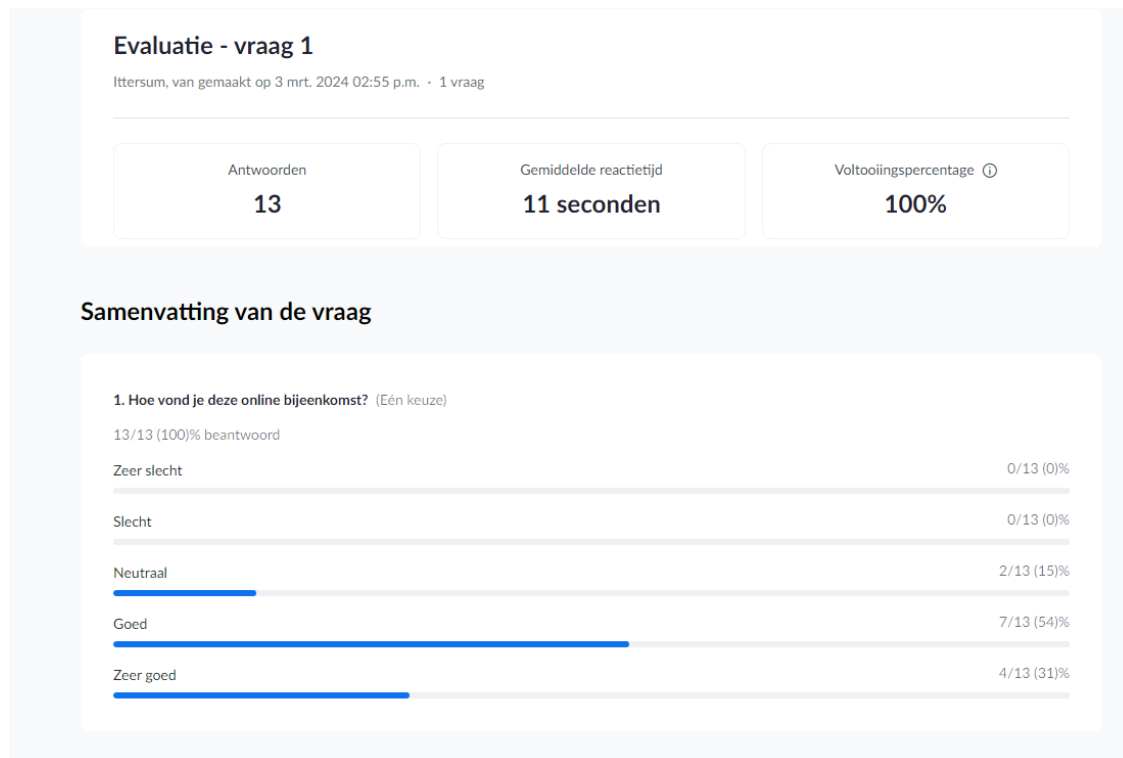 Evaluatie - vraag 1
Ittersum, van gemaakt op 3 mrt. 2024 02:55 p.m. · 1 vraag
Antwoorden
13
Gemiddelde reactietijd
11 seconden
Voltooiingspercentage
100%
Samenvatting van de vraag
1. Hoe vond je deze online bijeenkomst? (Eén keuze)
13/13 (100)% beantwoord
Zeer slecht 0/13 (0)%
Slecht 0/13 (0)%
Neutraal 2/13 (15)%
Goed 7/13 (54)%
Zeer goed 4/13 (31)%